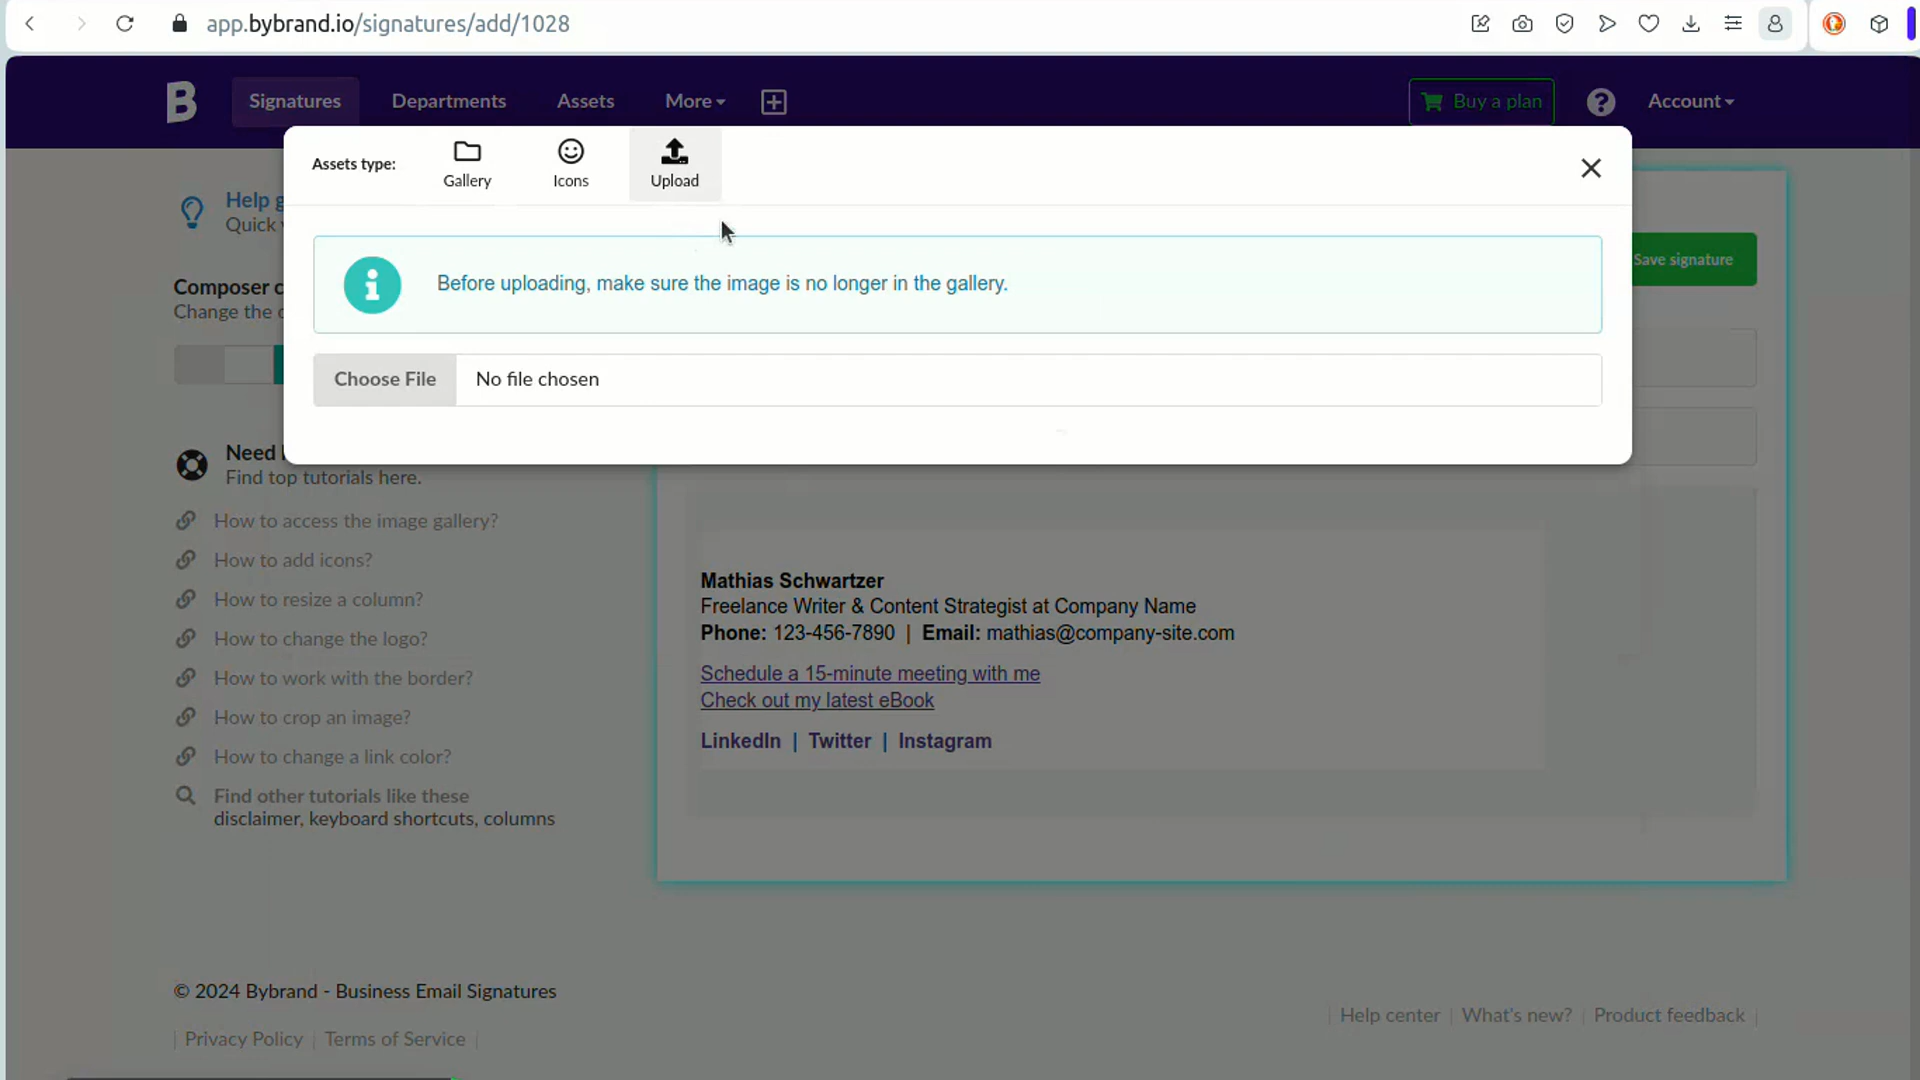 app.bybrand.io/signatures/add/1028
B
Signatures
Departments
Assets
More
Buy a plan
Account
Assets type:
Gallery
Icons
Upload
Before uploading, make sure the image is no longer in the gallery.
Choose File
No file chosen
Help
Quick
Composer
Change the
Save signature
Need
Find top tutorials here.
How to access the image gallery?
How to add icons?
How to resize a column?
How to change the logo?
How to work with the border?
How to crop an image?
How to change a link color?
Find other tutorials like these
disclaimer, keyboard shortcuts, columns
Mathias Schwartzer
Freelance Writer & Content Strategist at Company Name
Phone: 123-456-7890 | Email: mathias@company-site.com
Schedule a 15-minute meeting with me
Check out my latest eBook
LinkedIn | Twitter | Instagram
© 2024 Bybrand - Business Email Signatures
| Privacy Policy | Terms of Service |
| Help center | What's new? | Product feedback |